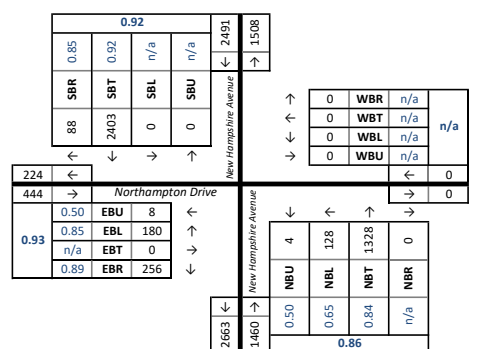 0.92
0.85 0.92 n/a n/a
SBR SBT SBL SBU
88 2403 0 0
← ↓ → ↑
2491 1508
↓ ↑
New Hampshire Avenue
↑ 0 WBR n/a
← 0 WBT n/a
↓ 0 WBL n/a
→ 0 WBU n/a
n/a
224 ← ← 0
444 → Northampton Drive → 0
0.93
0.50 EBU 8 ←
0.85 EBL 180 ↑
n/a EBT 0 →
0.89 EBR 256 ↓
New Hampshire Avenue
↓ ← ↑ →
4 128 1328 0
NBU NBL NBT NBR
0.50 0.65 0.84 n/a
0.86
↓ ↑
2663 1460